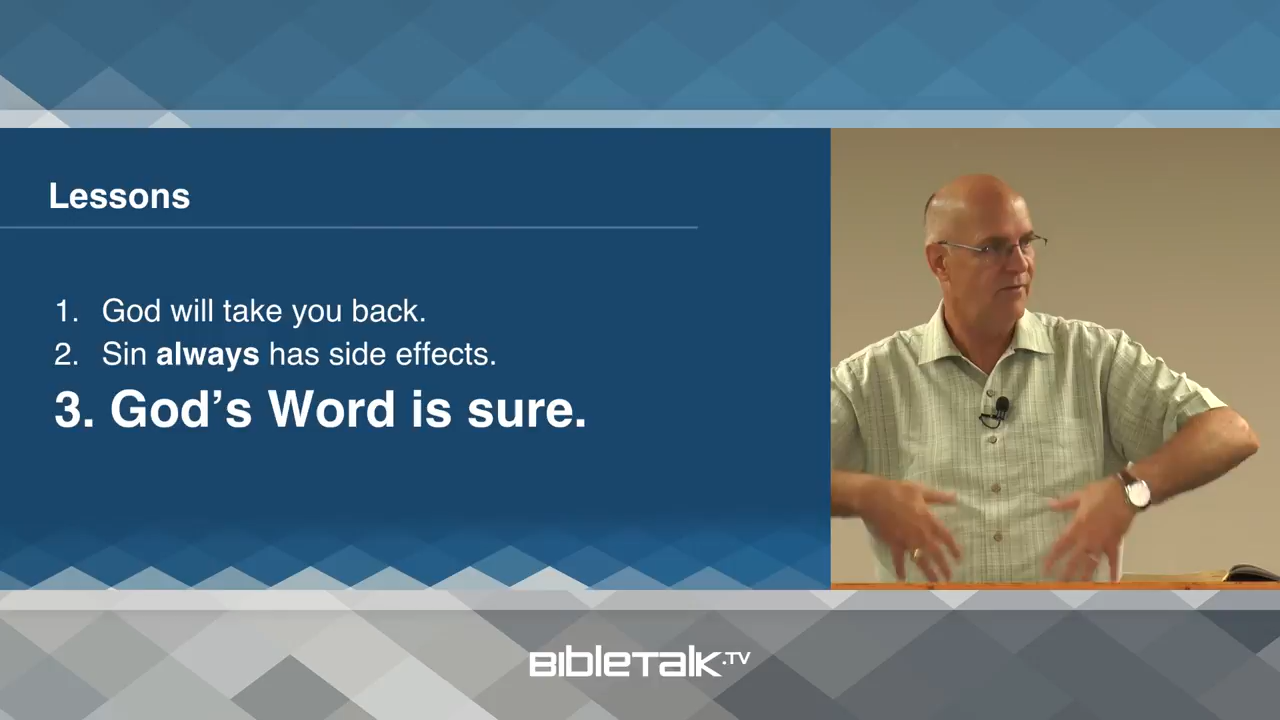 Lessons
1. God will take you back.
2. Sin always has side effects.
3. God’s Word is sure.
BIBLETALK.TV